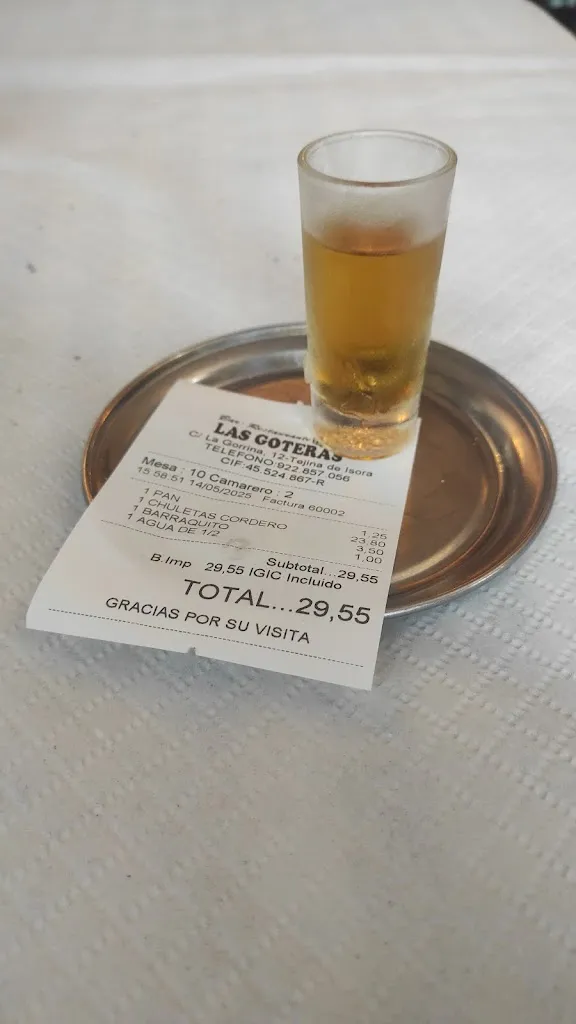 Bar - Restaurante
LAS GOTERAS
C/ La Gorrina, 12-Tejina de Isora
TELEFONO:922 857 056
CIF:45.524.867-R
Mesa : 10 Camarero : 2
15 58 51 14/05/2025 Factura 60002
1 PAN 1,25
1 CHULETAS CORDERO 23,80
1 BARRAQUITO 3,50
1 AGUA DE 1/2 1,00
Subtotal...29,55
B.Imp 29,55 IGIC Incluido
TOTAL...29,55
GRACIAS POR SU VISITA